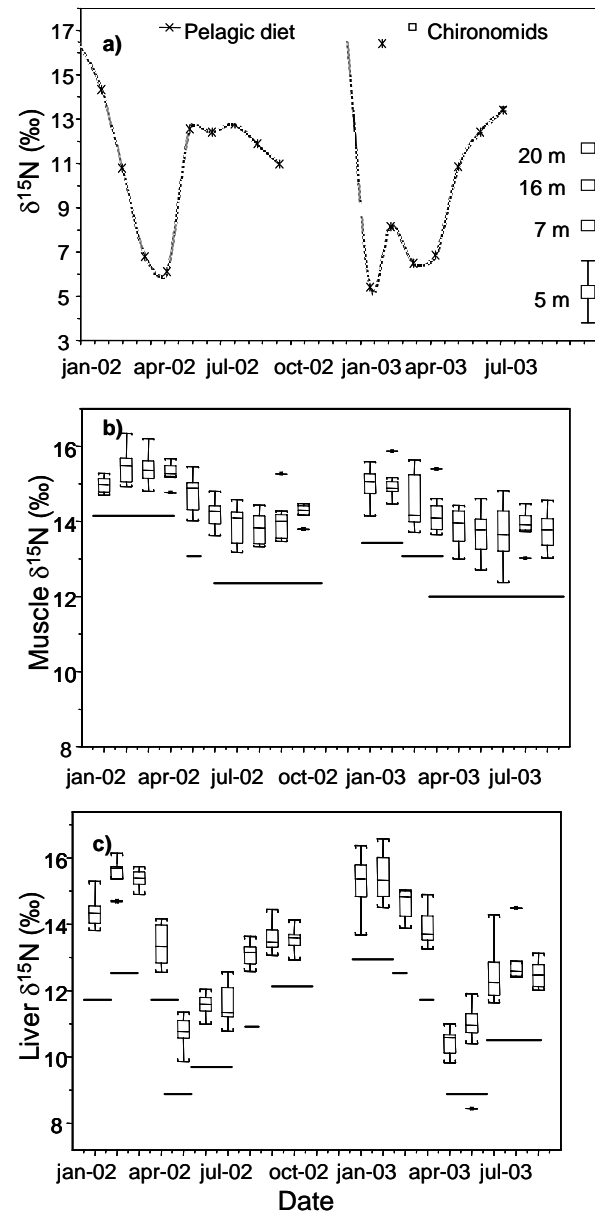 a)
Pelagic diet
Chironomids
δ15N (‰)
17
15
13
11
9
7
5
3
20 m
16 m
7 m
5 m
jan-02 apr-02 jul-02 oct-02 jan-03 apr-03 jul-03
b)
Muscle δ15N (‰)
16
14
12
10
8
jan-02 apr-02 jul-02 oct-02 jan-03 apr-03 jul-03
c)
Liver δ15N (‰)
16
14
12
10
8
jan-02 apr-02 jul-02 oct-02 jan-03 apr-03 jul-03
Date